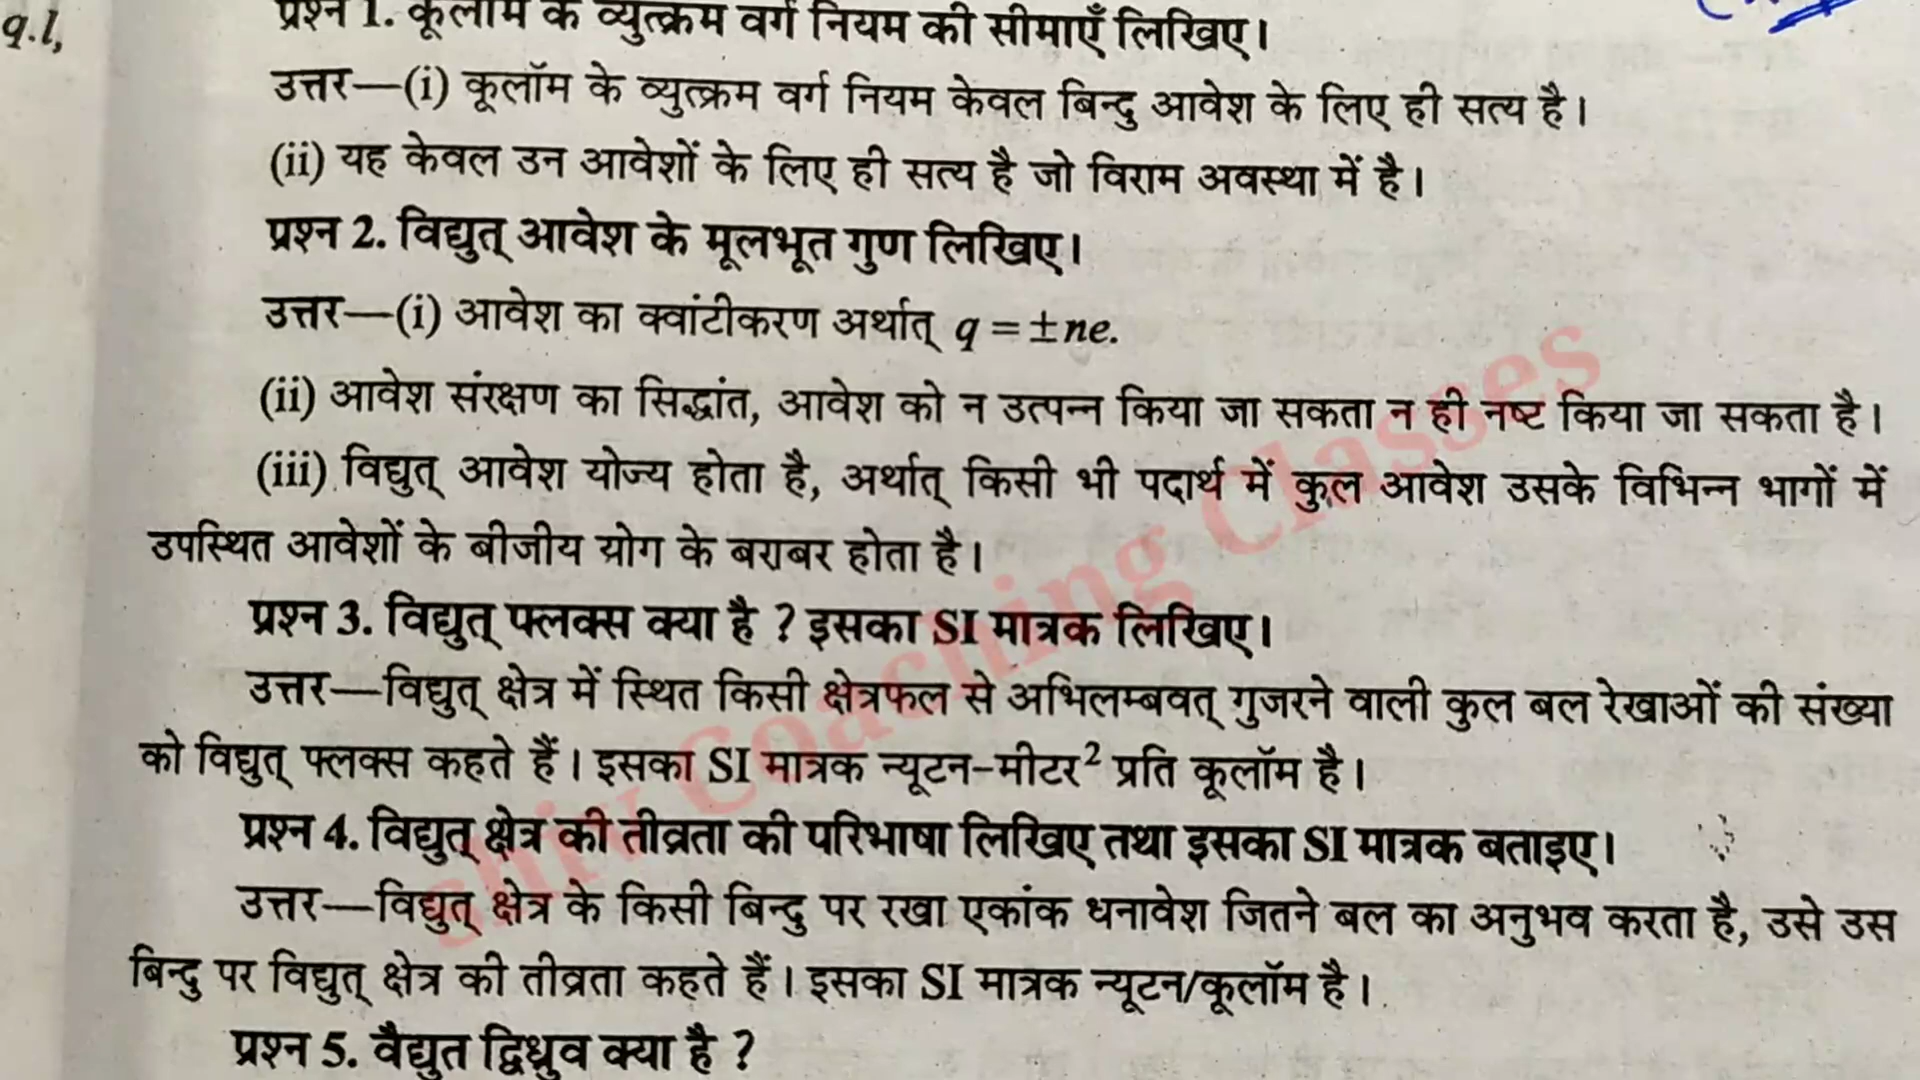 q.l,
प्रश्न 1. कूलॉम के व्युत्क्रम वर्ग नियम की सीमाएँ लिखिए।
उत्तर—(i) कूलॉम के व्युत्क्रम वर्ग नियम केवल बिन्दु आवेश के लिए ही सत्य है।
(ii) यह केवल उन आवेशों के लिए ही सत्य है जो विराम अवस्था में है।
प्रश्न 2. विद्युत् आवेश के मूलभूत गुण लिखिए।
उत्तर—(i) आवेश का क्वांटीकरण अर्थात् q = ±ne.
(ii) आवेश संरक्षण का सिद्धांत, आवेश को न उत्पन्न किया जा सकता न ही नष्ट किया जा सकता है।
(iii) विद्युत् आवेश योज्य होता है, अर्थात् किसी भी पदार्थ में कुल आवेश उसके विभिन्न भागों में
उपस्थित आवेशों के बीजीय योग के बराबर होता है।
प्रश्न 3. विद्युत् फ्लक्स क्या है ? इसका SI मात्रक लिखिए।
उत्तर—विद्युत् क्षेत्र में स्थित किसी क्षेत्रफल से अभिलम्बवत् गुजरने वाली कुल बल रेखाओं की संख्या
को विद्युत् फ्लक्स कहते हैं। इसका SI मात्रक न्यूटन-मीटर² प्रति कूलॉम है।
प्रश्न 4. विद्युत् क्षेत्र की तीव्रता की परिभाषा लिखिए तथा इसका SI मात्रक बताइए।
उत्तर—विद्युत् क्षेत्र के किसी बिन्दु पर रखा एकांक धनावेश जितने बल का अनुभव करता है, उसे उस
बिन्दु पर विद्युत् क्षेत्र की तीव्रता कहते हैं। इसका SI मात्रक न्यूटन/कूलॉम है।
प्रश्न 5. वैद्युत द्विध्रुव क्या है ?
Shiv Coaching Classes